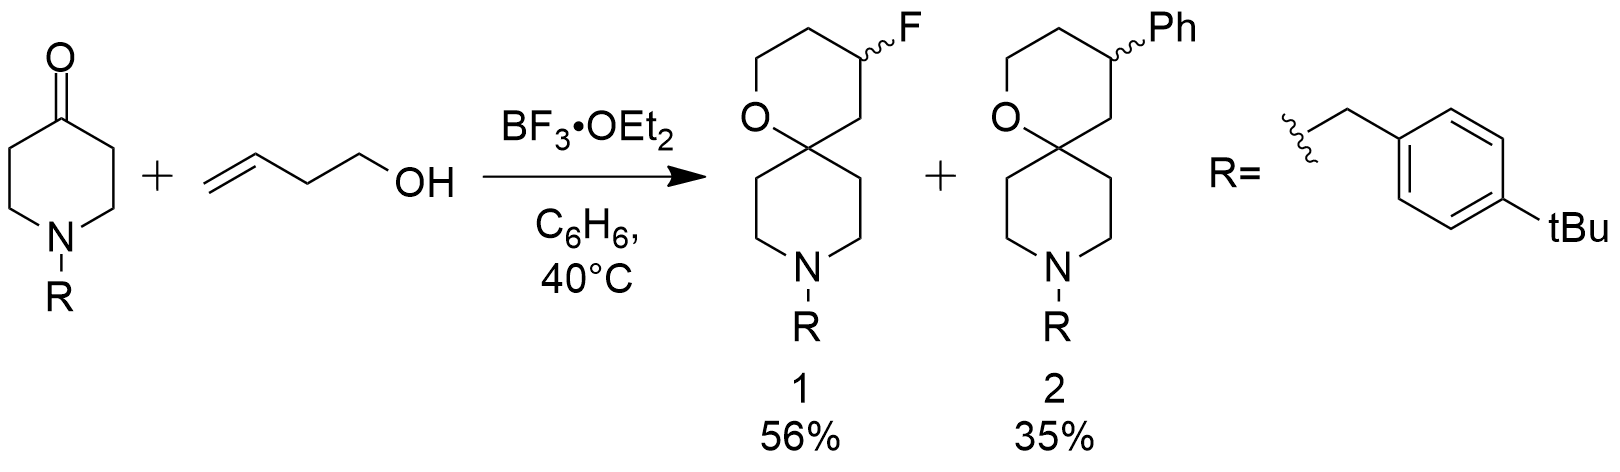 O
N
R
+
OH
BF₃•OEt₂
C₆H₆,
40°C
F
O
N
R
1
56%
+
Ph
O
N
R
2
35%
R=
tBu